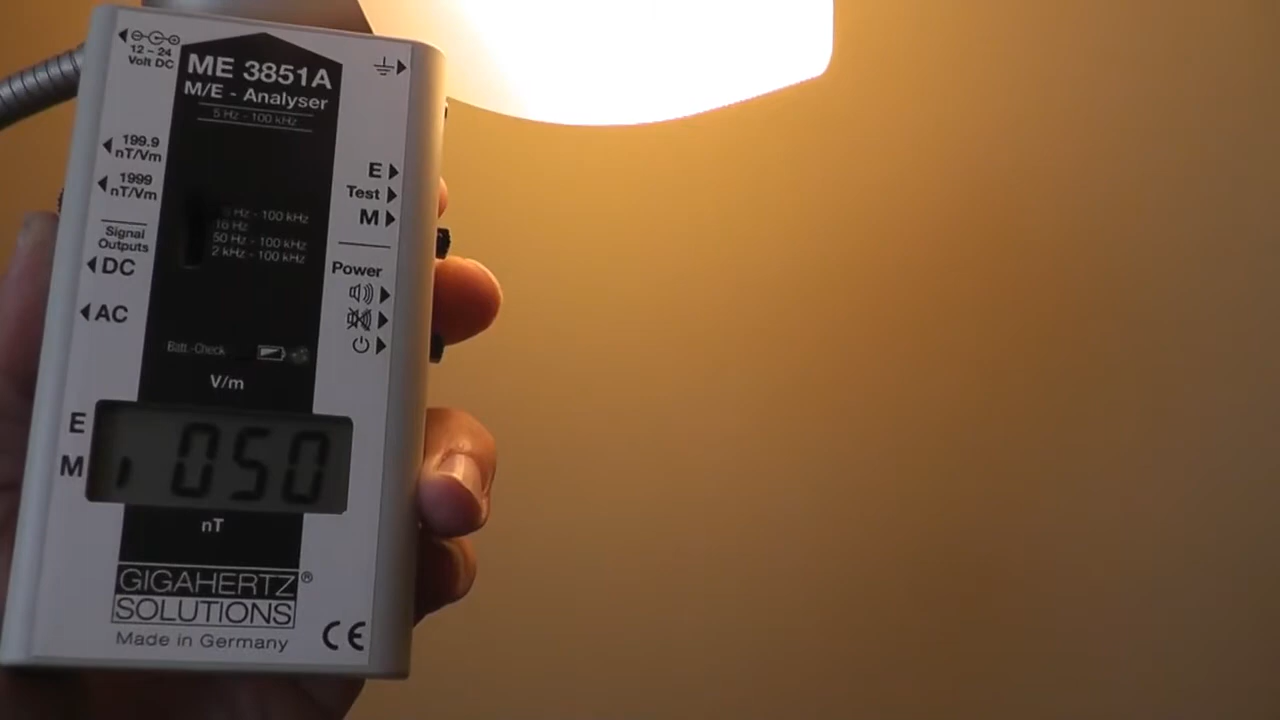 12 – 24
Volt DC
ME 3851A
M/E - Analyser
5 Hz - 100 kHz
199.9
nT/Vm
1999
nT/Vm
Signal
Outputs
DC
AC
E
Test
M
Hz - 100 kHz
16 Hz
50 Hz - 100 kHz
2 kHz - 100 kHz
Power
Batt.-Check
V/m
E
M
050
nT
GIGAHERTZ®
SOLUTIONS
Made in Germany
CE